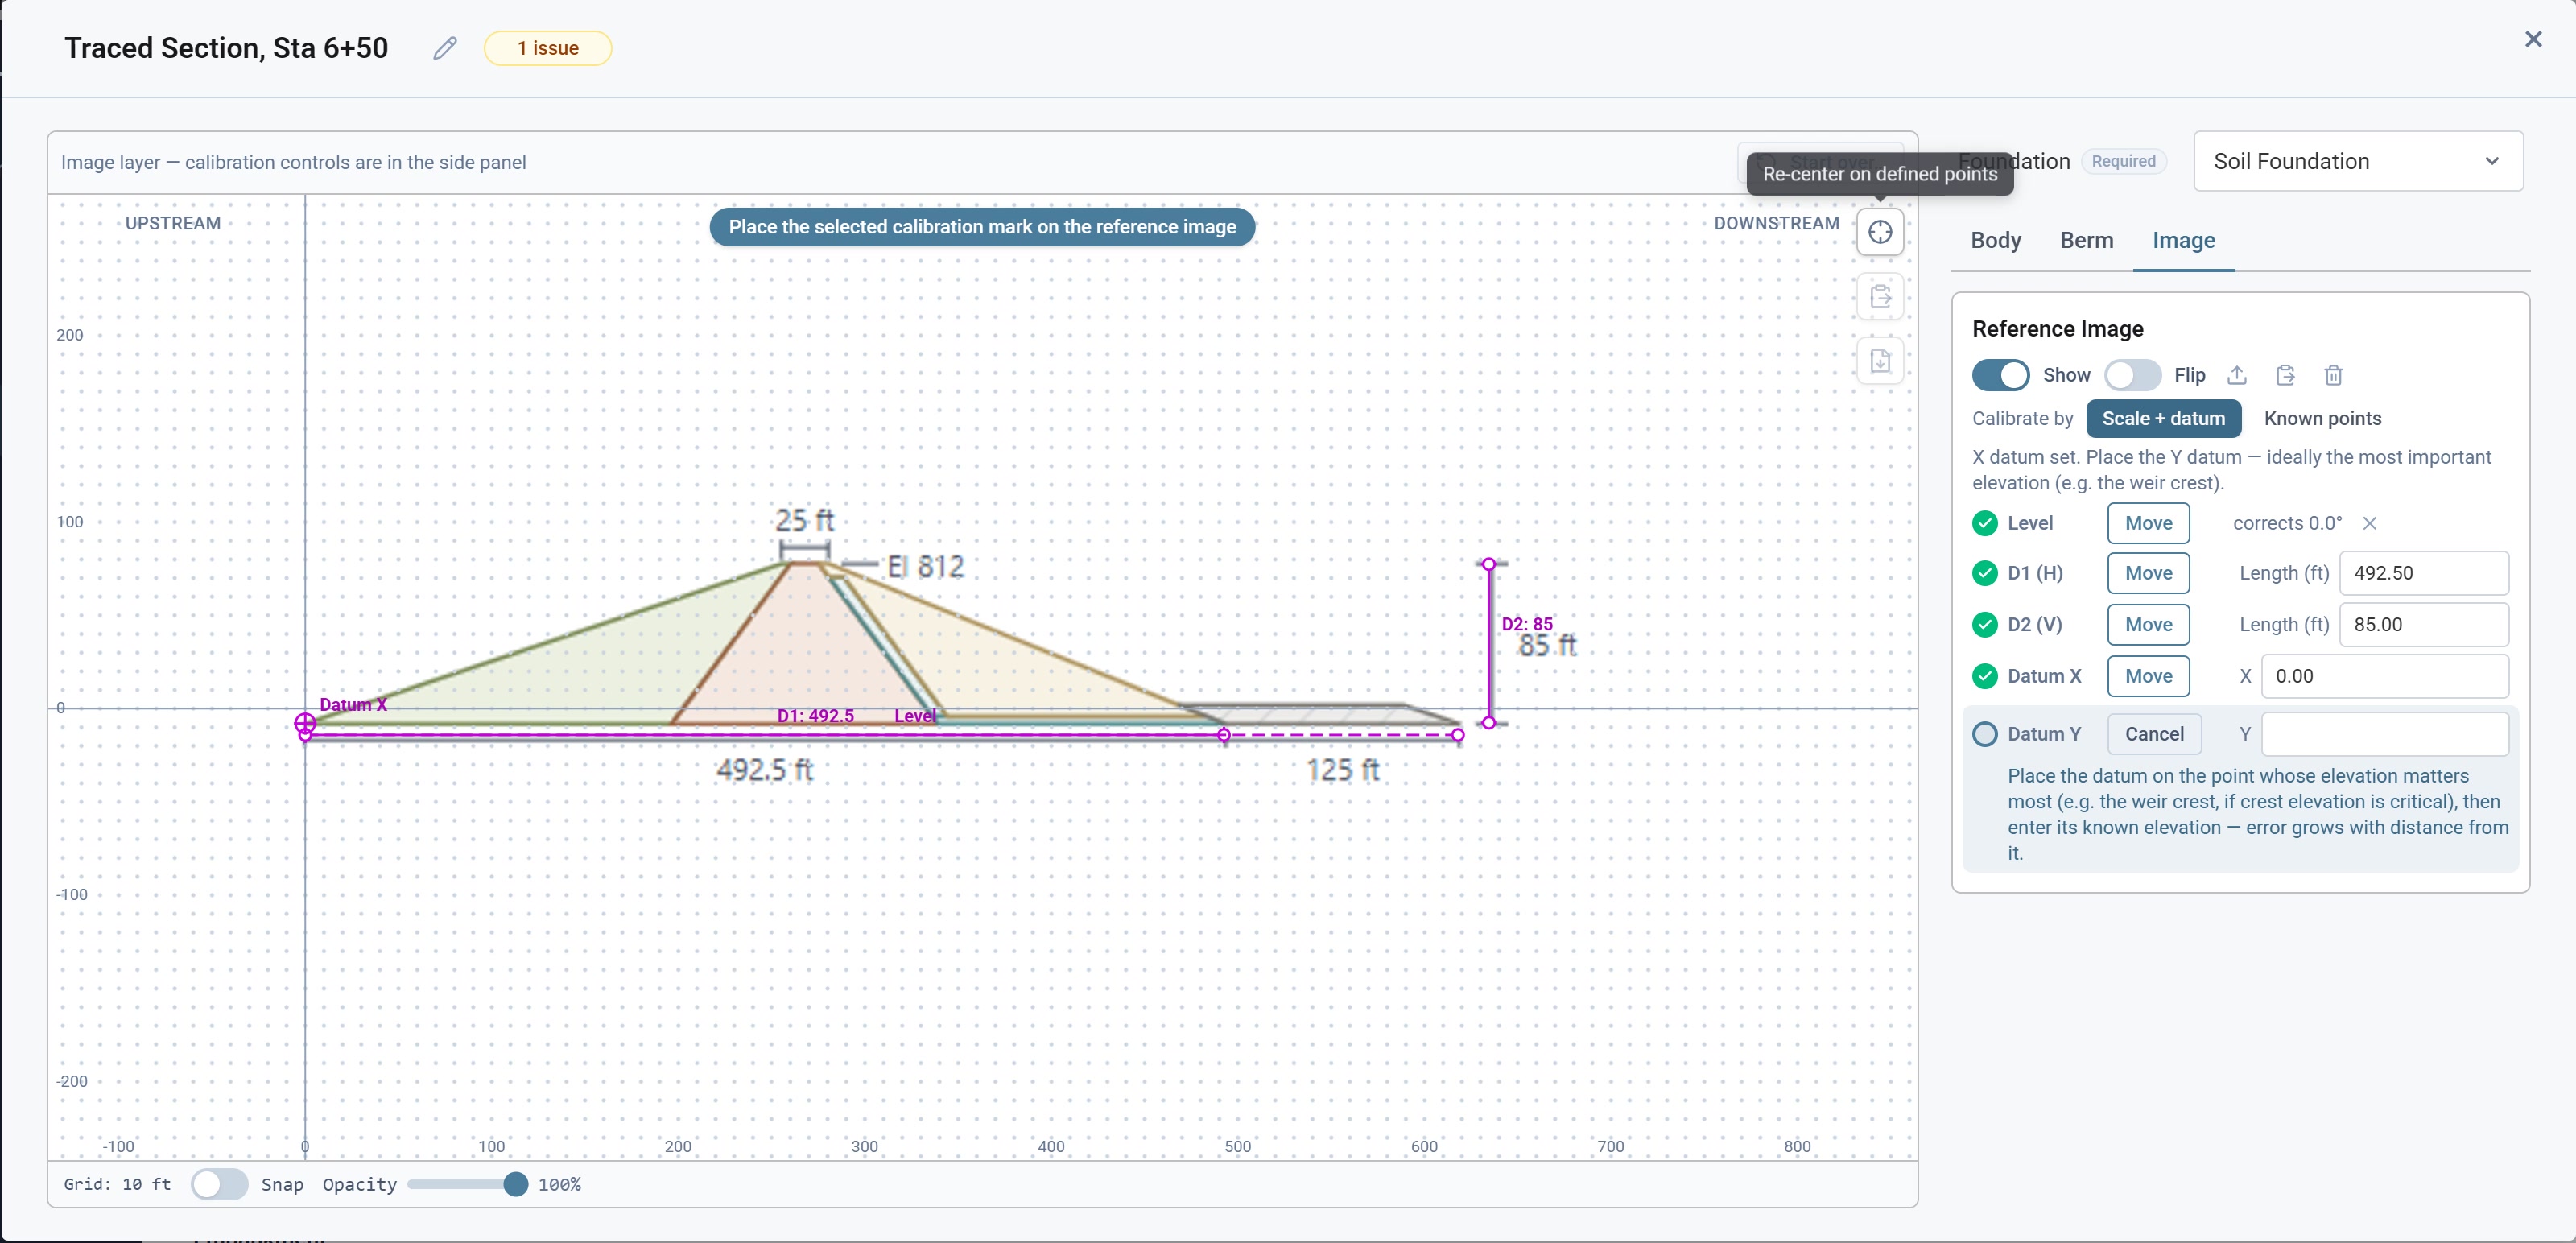 Traced Section, Sta 6+50
1 issue
Image layer — calibration controls are in the side panel
Start over
Re-center on defined points
Foundation
Required
Soil Foundation
UPSTREAM
Place the selected calibration mark on the reference image
DOWNSTREAM
Body
Berm
Image
Reference Image
Show
Flip
Calibrate by
Scale + datum
Known points
X datum set. Place the Y datum — ideally the most important
elevation (e.g. the weir crest).
Level
Move
corrects 0.0°
D1 (H)
Move
Length (ft)
492.50
D2 (V)
Move
Length (ft)
85.00
Datum X
Move
X
0.00
Datum Y
Cancel
Y
Place the datum on the point whose elevation matters
most (e.g. the weir crest, if crest elevation is critical), then
enter its known elevation — error grows with distance from
it.
200
100
0
-100
-200
25 ft
El 812
D2: 85
85 ft
Datum X
D1: 492.5
Level
492.5 ft
125 ft
-100
0
100
200
300
400
500
600
700
800
Grid: 10 ft
Snap
Opacity
100%